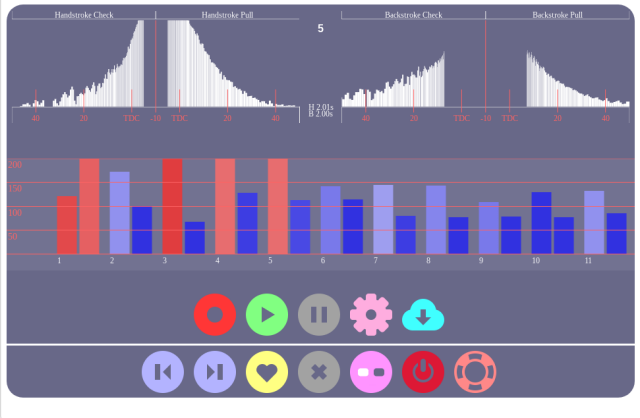 Handstroke Check Handstroke Pull Backstroke Check Backstroke Pull
5
H 2.01s
B 2.00s
40 20 TDC -10 TDC 20 40 40 20 TDC -10 TDC 20 40
200
150
100
50
1 2 3 4 5 6 7 8 9 10 11